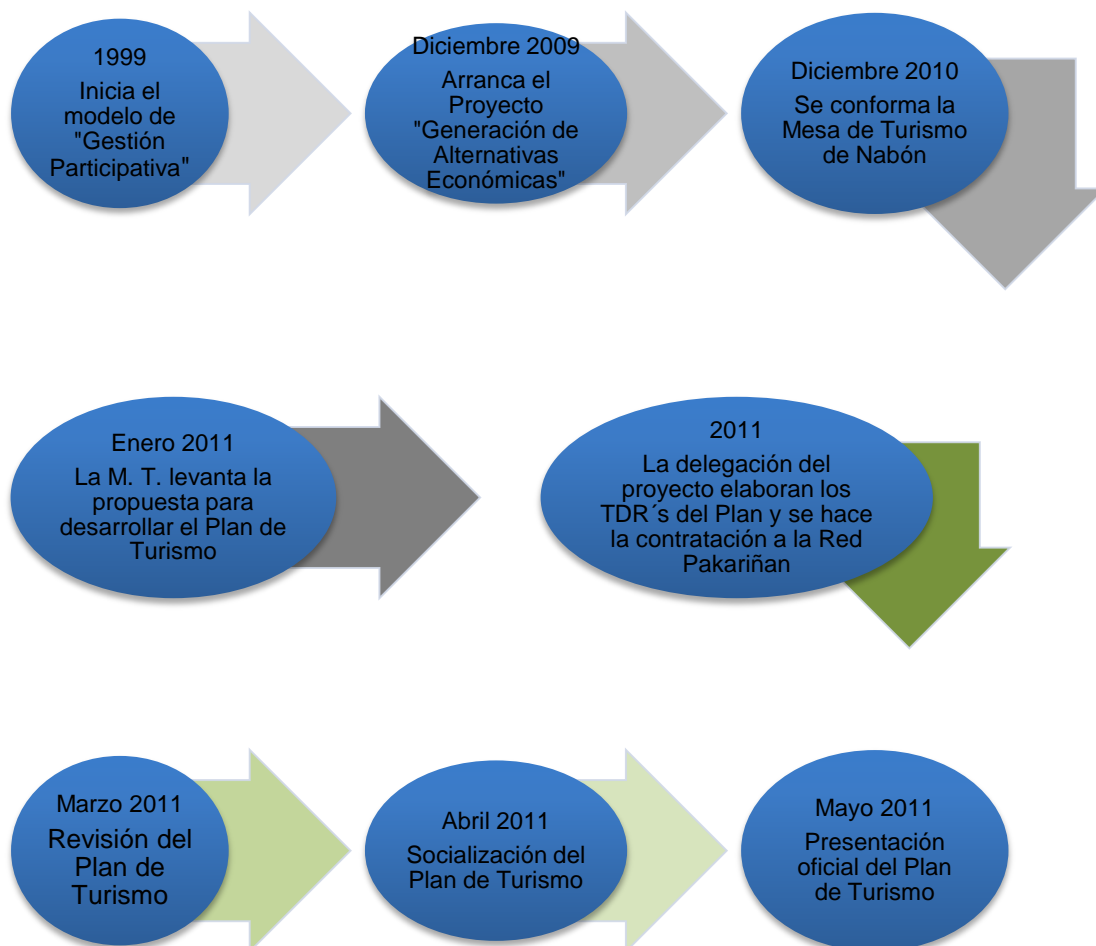 1999
Inicia el
modelo de
"Gestión
Participativa"
Diciembre 2009
Arranca el
Proyecto
"Generación de
Alternativas
Económicas"
Diciembre 2010
Se conforma la
Mesa de Turismo
de Nabón
Enero 2011
La M. T. levanta la
propuesta para
desarrollar el Plan de
Turismo
2011
La delegación del
proyecto elaboran los
TDR´s del Plan y se hace
la contratación a la Red
Pakariñan
Marzo 2011
Revisión del
Plan de
Turismo
Abril 2011
Socialización del
Plan de Turismo
Mayo 2011
Presentación
oficial del Plan
de Turismo